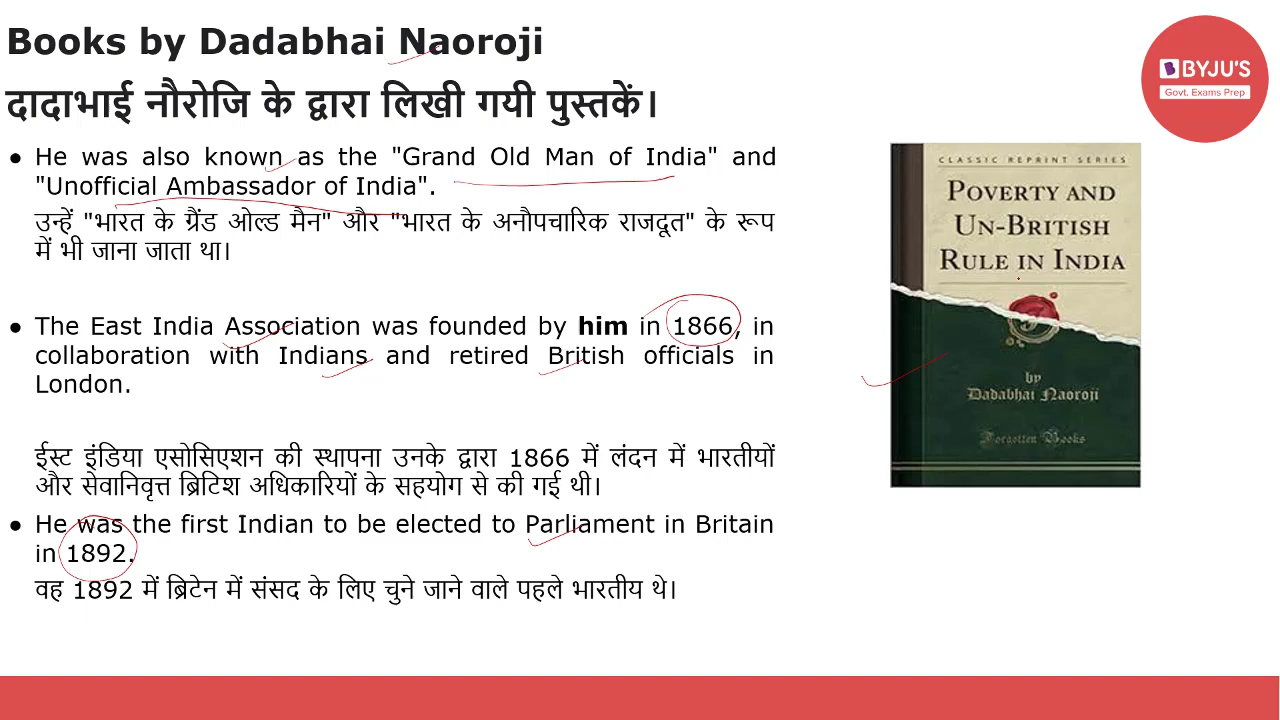 Books by Dadabhai Naoroji
दादाभाई नौरोजि के द्वारा लिखी गयी पुस्तकें।
BYJU'S
Govt. Exams Prep
● He was also known as the "Grand Old Man of India" and
"Unofficial Ambassador of India".
उन्हें "भारत के ग्रैंड ओल्ड मैन" और "भारत के अनौपचारिक राजदूत" के रूप
में भी जाना जाता था।
● The East India Association was founded by him in 1866, in
collaboration with Indians and retired British officials in
London.
ईस्ट इंडिया एसोसिएशन की स्थापना उनके द्वारा 1866 में लंदन में भारतीयों
और सेवानिवृत्त ब्रिटिश अधिकारियों के सहयोग से की गई थी।
● He was the first Indian to be elected to Parliament in Britain
in 1892.
वह 1892 में ब्रिटेन में संसद के लिए चुने जाने वाले पहले भारतीय थे।
CLASSIC REPRINT SERIES
POVERTY AND
UN-BRITISH
RULE IN INDIA
by
Dadabhai Naoroji
Forgotten Books